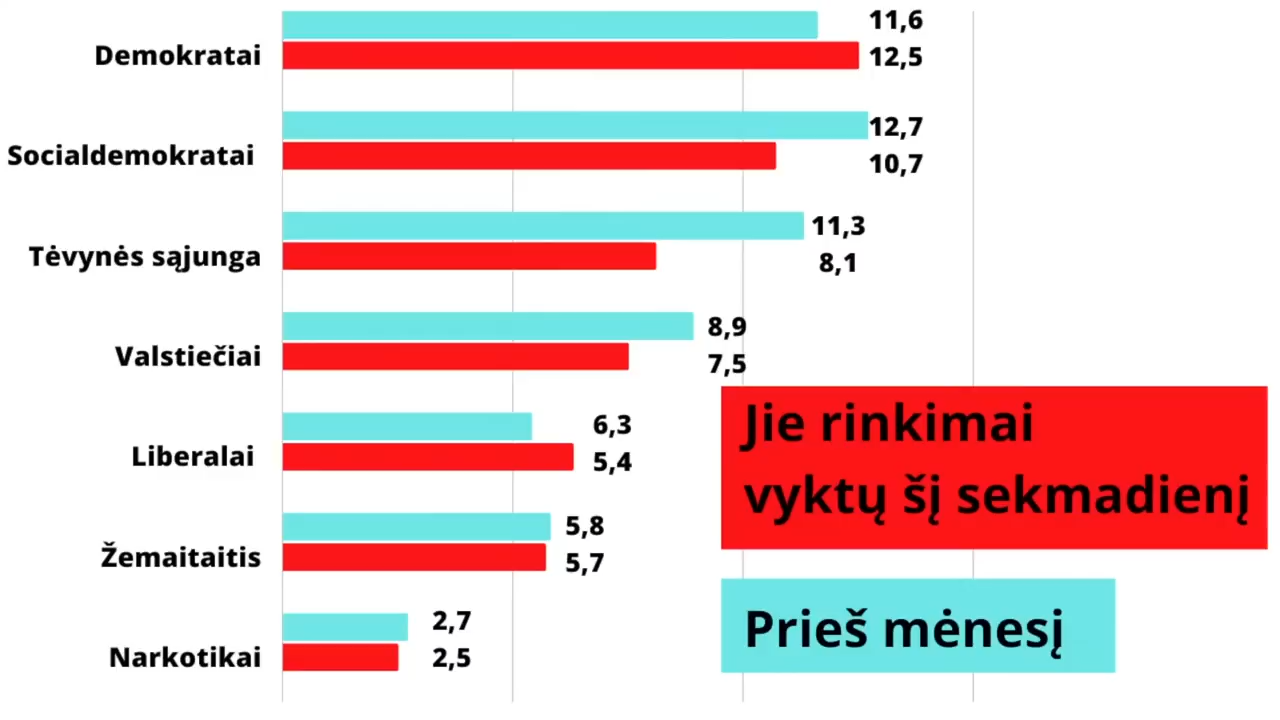 11,6
Demokratai
12,5
12,7
Socialdemokratai
10,7
11,3
Tėvynės sąjunga
8,1
8,9
Valstiečiai
7,5
6,3
Liberalai
5,4
5,8
Žemaitaitis
5,7
2,7
Narkotikai
2,5
Jie rinkimai
vyktų šį sekmadienį
Prieš mėnesį